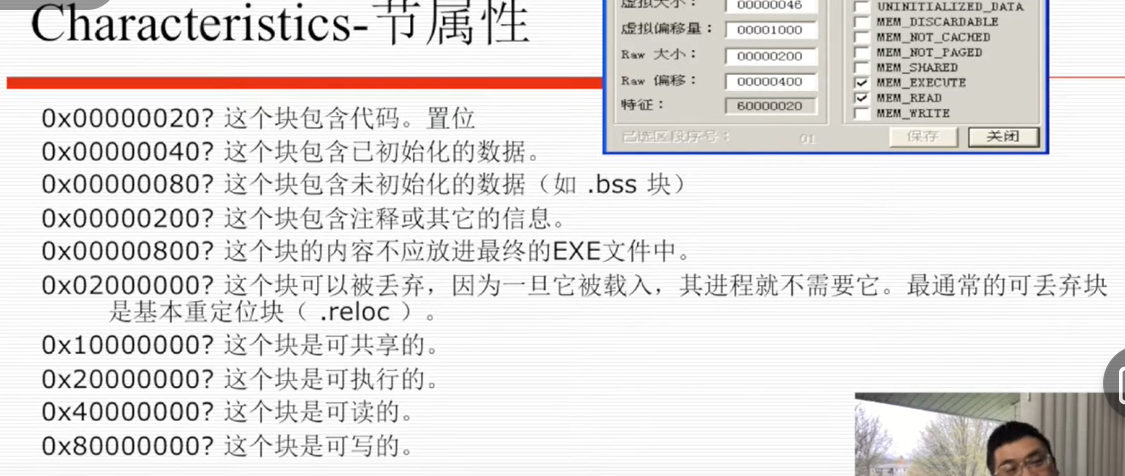 Characteristics-节属性
0x00000020? 这个块包含代码。置位
0x00000040? 这个块包含已初始化的数据。
0x00000080? 这个块包含未初始化的数据（如 .bss 块）
0x00000200? 这个块包含注释或其它的信息。
0x00000800? 这个块的内容不应放进最终的EXE文件中。
0x02000000? 这个块可以被丢弃，因为一旦它被载入，其进程就不需要它。最通常的可丢弃块
是基本重定位块（ .reloc ）。
0x10000000? 这个块是可共享的。
0x20000000? 这个块是可执行的。
0x40000000? 这个块是可读的。
0x80000000? 这个块是可写的。
虚拟大小： 00000046
虚拟偏移量： 00001000
Raw 大小： 00000200
Raw 偏移： 00000400
特征： 60000020
已选区段序号： 01
UNINITIALIZED_DATA
MEM_DISCARDABLE
MEM_NOT_CACHED
MEM_NOT_PAGED
MEM_SHARED
MEM_EXECUTE
MEM_READ
MEM_WRITE
保存 关闭